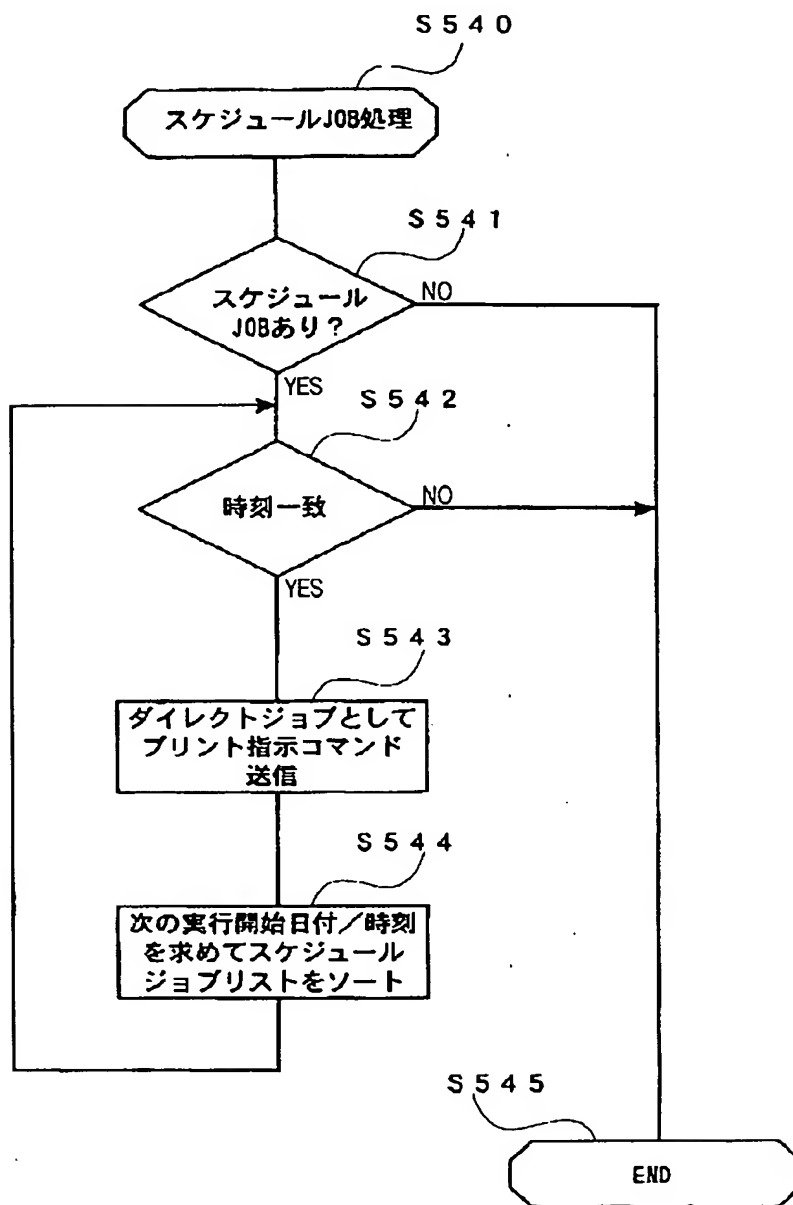 S540
スケジュールJOB処理
S541
スケジュール
JOBあり？
NO
YES
S542
時刻一致
NO
YES
S543
ダイレクトジョブとして
プリント指示コマンド
送信
S544
次の実行開始日付／時刻
を求めてスケジュール
ジョブリストをソート
S545
END